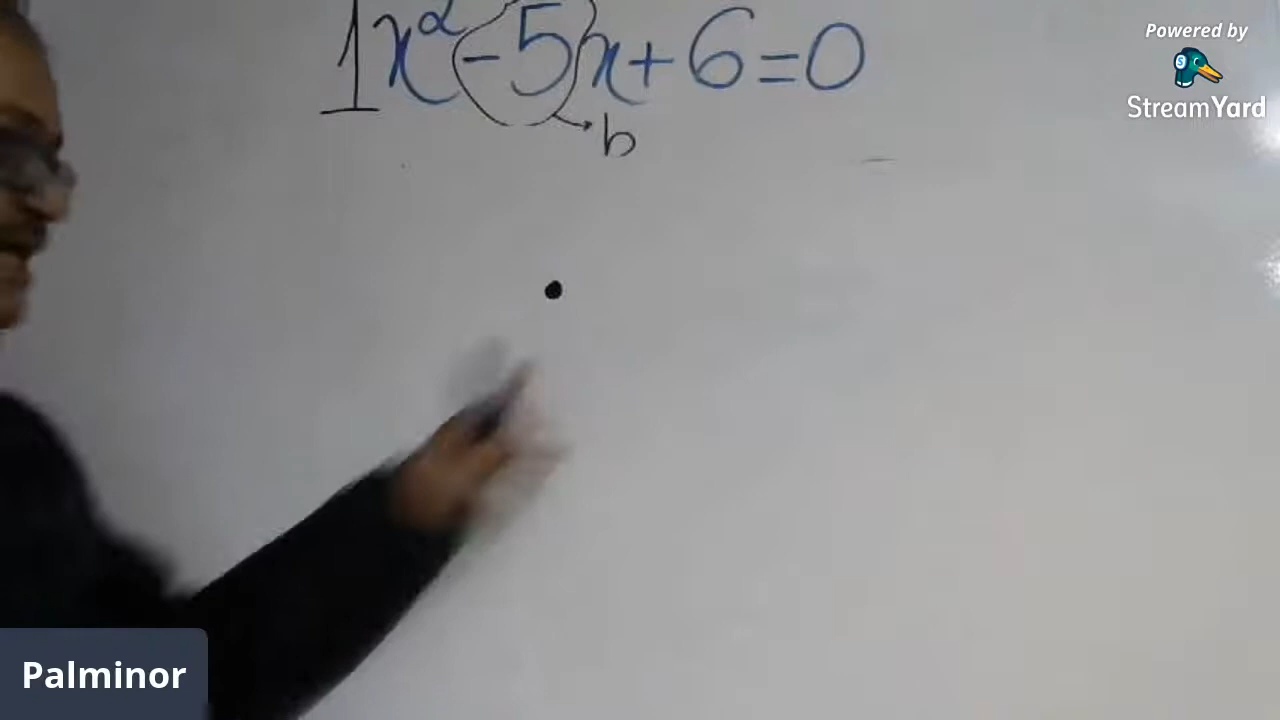 1x² - 5x + 6 = 0
b
Powered by
StreamYard
Palminor